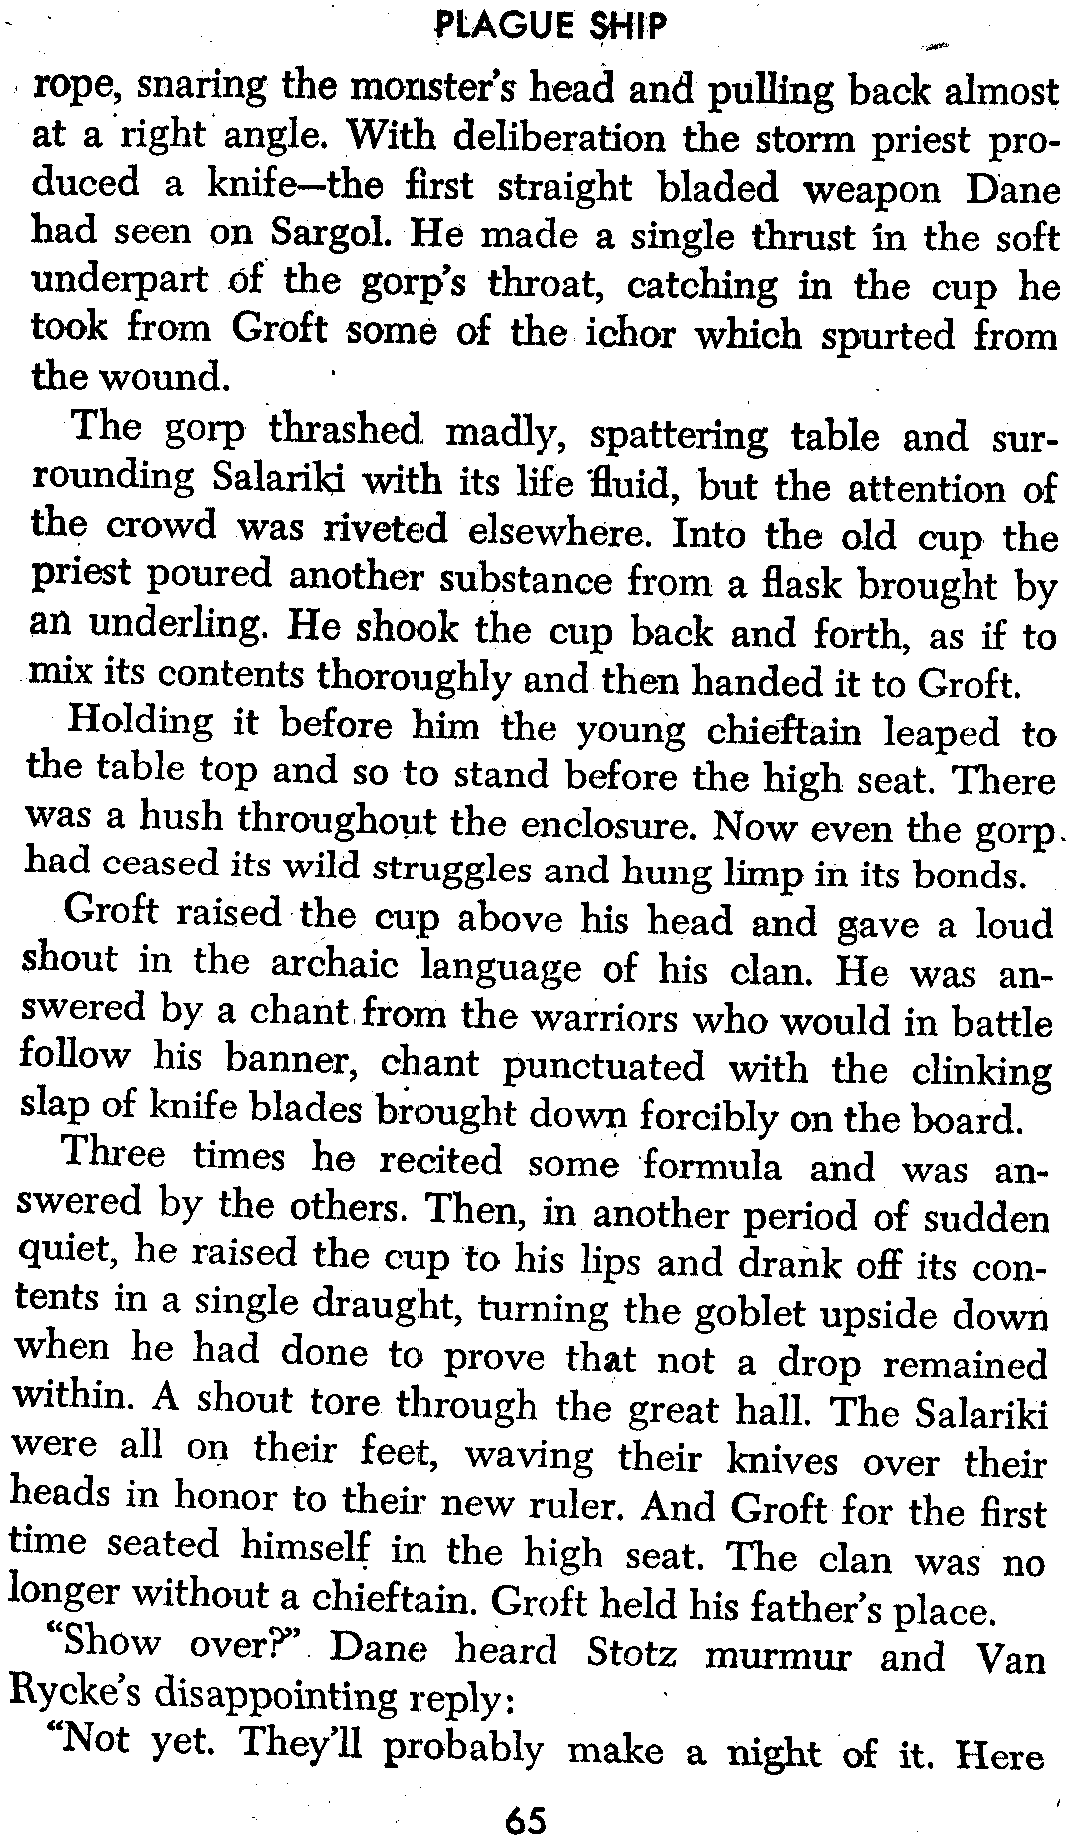 PLAGUE SHIP
rope, snaring the monster's head and pulling back almost
at a right angle. With deliberation the storm priest pro-
duced a knife—the first straight bladed weapon Dane
had seen on Sargol. He made a single thrust in the soft
underpart of the gorp's throat, catching in the cup he
took from Groft some of the ichor which spurted from
the wound.
The gorp thrashed madly, spattering table and sur-
rounding Salariki with its life fluid, but the attention of
the crowd was riveted elsewhere. Into the old cup the
priest poured another substance from a flask brought by
an underling. He shook the cup back and forth, as if to
mix its contents thoroughly and then handed it to Groft.
Holding it before him the young chieftain leaped to
the table top and so to stand before the high seat. There
was a hush throughout the enclosure. Now even the gorp
had ceased its wild struggles and hung limp in its bonds.
Groft raised the cup above his head and gave a loud
shout in the archaic language of his clan. He was an-
swered by a chant from the warriors who would in battle
follow his banner, chant punctuated with the clinking
slap of knife blades brought down forcibly on the board.
Three times he recited some formula and was an-
swered by the others. Then, in another period of sudden
quiet, he raised the cup to his lips and drank off its con-
tents in a single draught, turning the goblet upside down
when he had done to prove that not a drop remained
within. A shout tore through the great hall. The Salariki
were all on their feet, waving their knives over their
heads in honor to their new ruler. And Groft for the first
time seated himself in the high seat. The clan was no
longer without a chieftain. Groft held his father's place.
"Show over?" Dane heard Stotz murmur and Van
Rycke's disappointing reply:
"Not yet. They'll probably make a night of it. Here
65